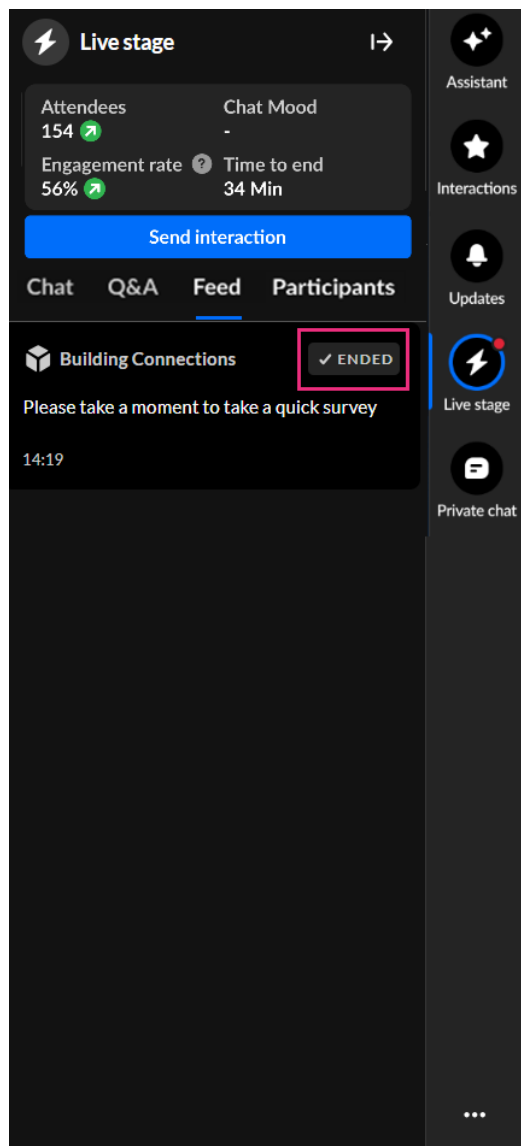 Live stage
Attendees
154
Chat Mood
-
Engagement rate ?
56%
Time to end
34 Min
Send interaction
Chat Q&A Feed Participants
Building Connections
✓ ENDED
Please take a moment to take a quick survey
14:19
Assistant
Interactions
Updates
Live stage
Private chat